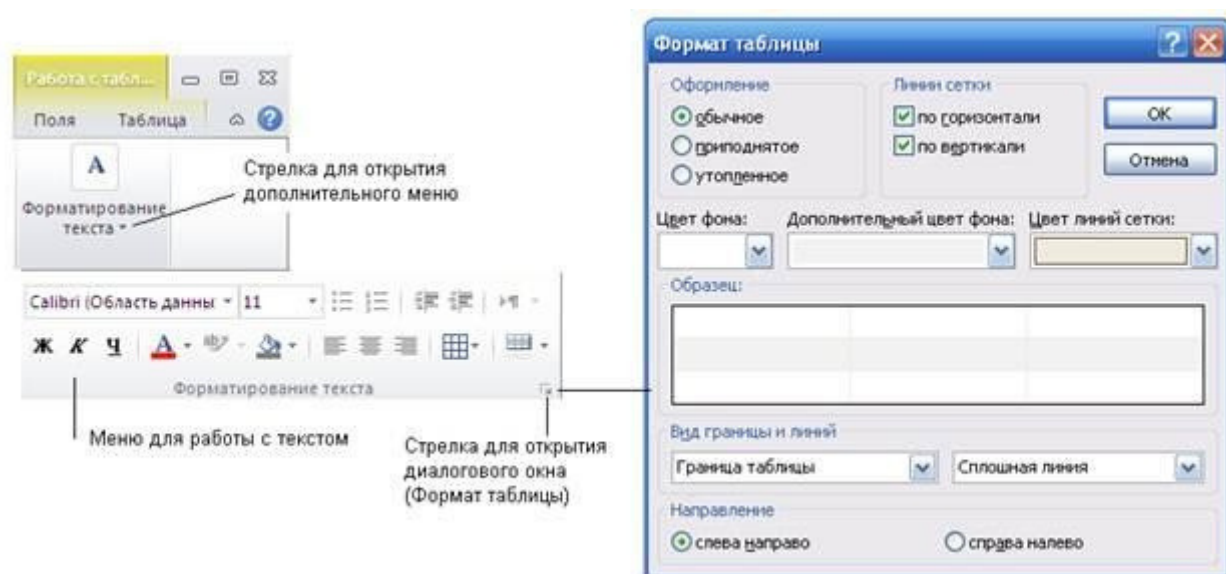 Работа с табл...
Поля Таблица
A
Форматирование
текста
Стрелка для открытия
дополнительного меню
Calibri (Область данны 11
Ж К Ч A
Форматирование текста
Меню для работы с текстом
Стрелка для открытия
диалогового окна
(Формат таблицы)
Формат таблицы
Оформление
обычное
приподнятое
утопленное
Линии сетки
по горизонтали
по вертикали
OK
Отмена
Цвет фона: Дополнительный цвет фона: Цвет линий сетки:
Образец:
Вид границы и линий
Граница таблицы Сплошная линия
Направление
слева направо справа налево